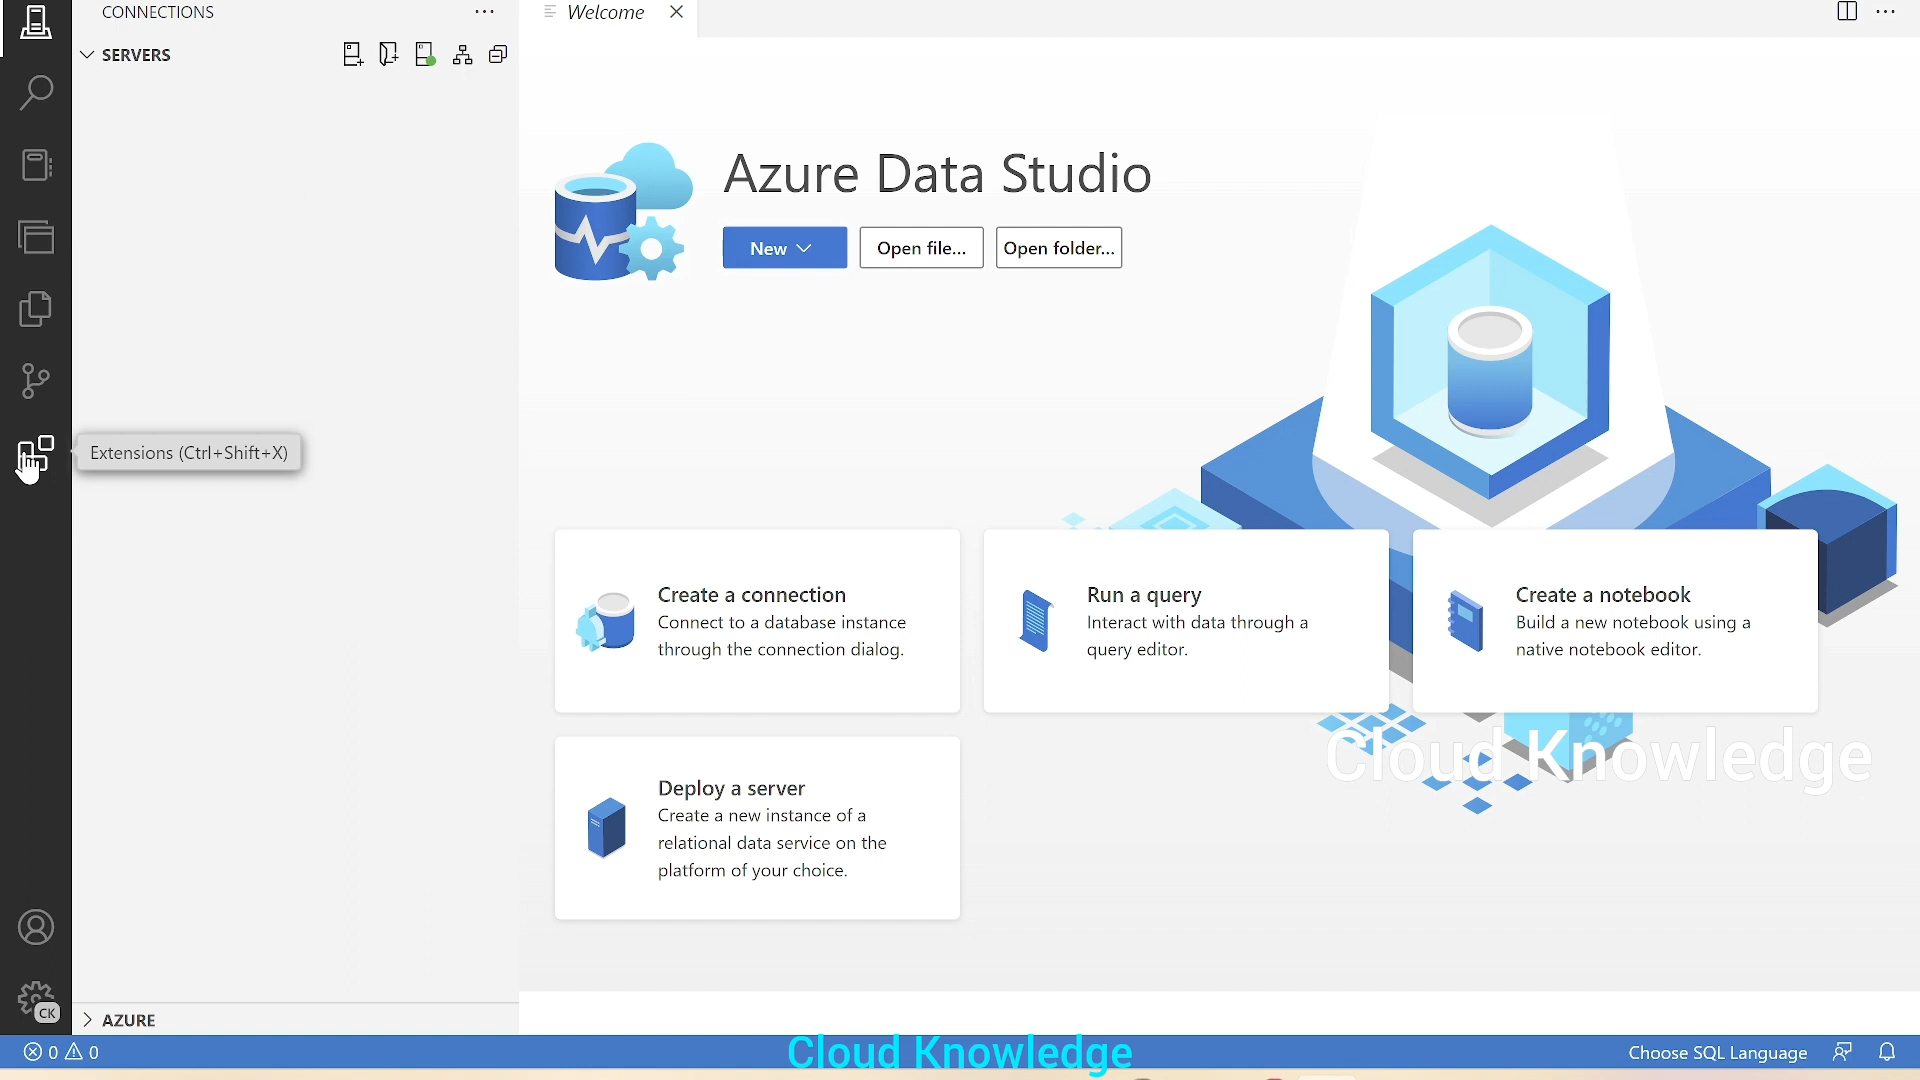 CONNECTIONS
Welcome
SERVERS
Azure Data Studio
New
Open file...
Open folder...
Extensions (Ctrl+Shift+X)
Create a connection
Connect to a database instance
through the connection dialog.
Run a query
Interact with data through a
query editor.
Create a notebook
Build a new notebook using a
native notebook editor.
Cloud Knowledge
Deploy a server
Create a new instance of a
relational data service on the
platform of your choice.
CK
AZURE
0 0
Cloud Knowledge
Choose SQL Language